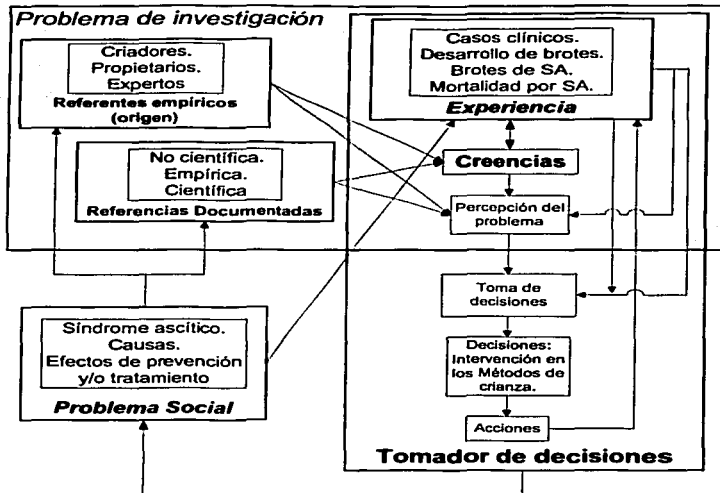 Problema de investigación
Criadores.
Propietarios.
Expertos
Referentes empíricos
(origen)
No científica.
Empírica.
Científica
Referencias Documentadas
Síndrome ascítico.
Causas.
Efectos de prevención
y/o tratamiento
Problema Social
Casos clínicos.
Desarrollo de brotes.
Brotes de SA.
Mortalidad por SA.
Experiencia
Creencias
Percepción del
problema
Toma de
decisiones
Decisiones:
Intervención en
los Métodos de
crianza.
Acciones
Tomador de decisiones